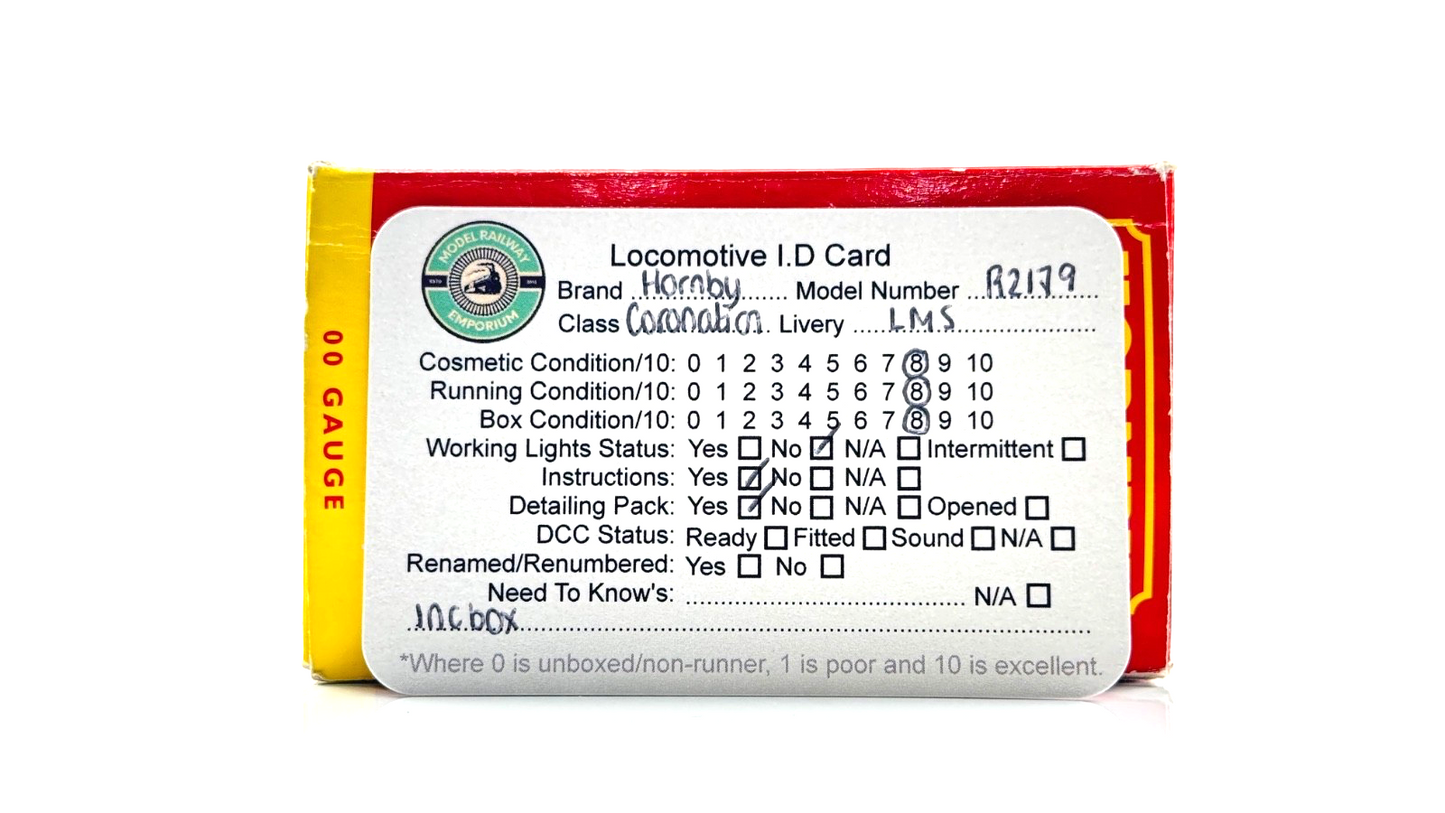 MODEL RAILWAY
EMPORIUM
Locomotive I.D Card
Brand ...Hornby... Model Number ...R2179...
Class Coronation. Livery .....LMS.....
Cosmetic Condition/10: 0 1 2 3 4 5 6 7 8 9 10
Running Condition/10: 0 1 2 3 4 5 6 7 8 9 10
Box Condition/10: 0 1 2 3 4 5 6 7 8 9 10
Working Lights Status: Yes ☐ No ☑ N/A ☐ Intermittent ☐
Instructions: Yes ☑ No ☐ N/A ☐
Detailing Pack: Yes ☑ No ☐ N/A ☐ Opened ☐
DCC Status: Ready ☐ Fitted ☐ Sound ☐ N/A ☐
Renamed/Renumbered: Yes ☐ No ☐
Need To Know's: ........................ N/A ☐
inc box
*Where 0 is unboxed/non-runner, 1 is poor and 10 is excellent.
00 GAUGE